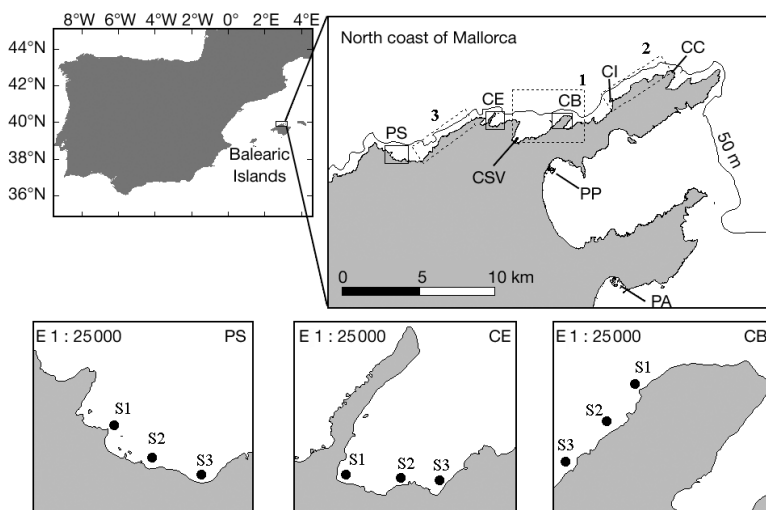 8°W 6°W 4°W 2°W 0° 2°E 4°E
44°N
42°N
40°N
38°N
36°N
Balearic
Islands
North coast of Mallorca
2
CC
1
CI
CE
CB
3
PS
CSV
PP
50 m
0 5 10 km
PA
E 1 : 25000 PS
S1
S2
S3
E 1 : 25000 CE
S1 S2 S3
E 1 : 25000 CB
S1
S2
S3